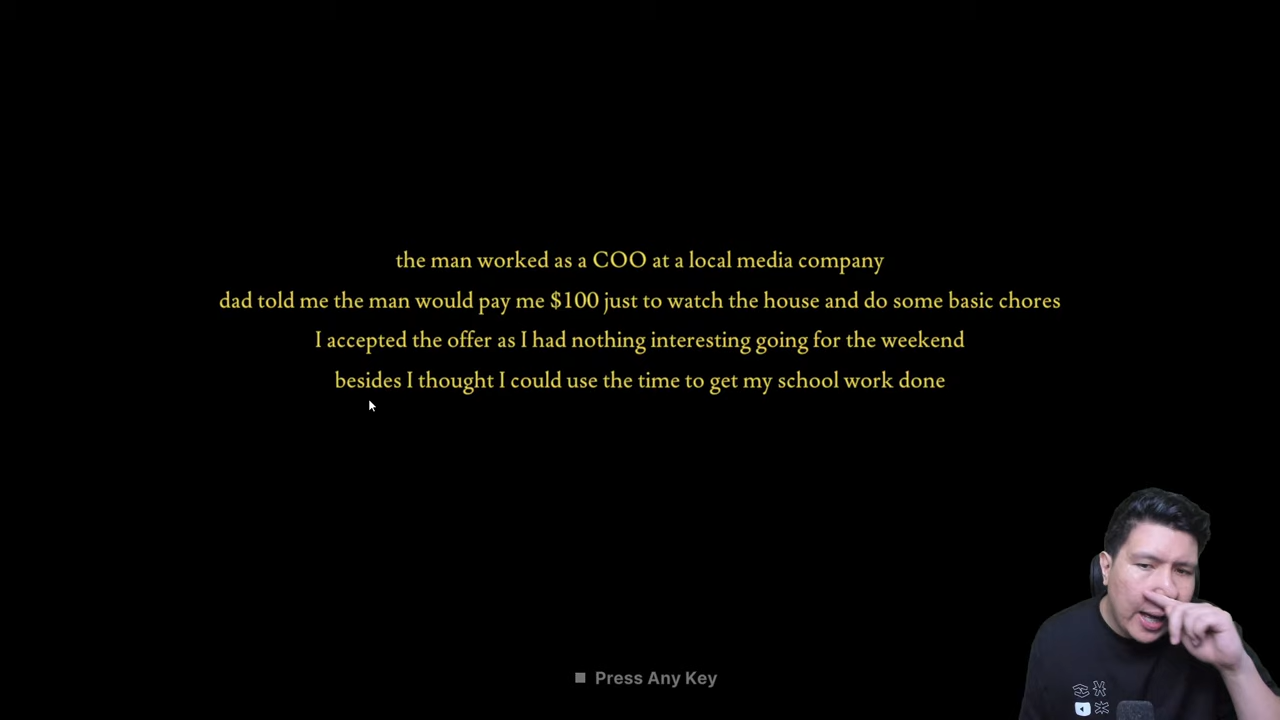 the man worked as a COO at a local media company
dad told me the man would pay me $100 just to watch the house and do some basic chores
I accepted the offer as I had nothing interesting going for the weekend
besides I thought I could use the time to get my school work done
Press Any Key